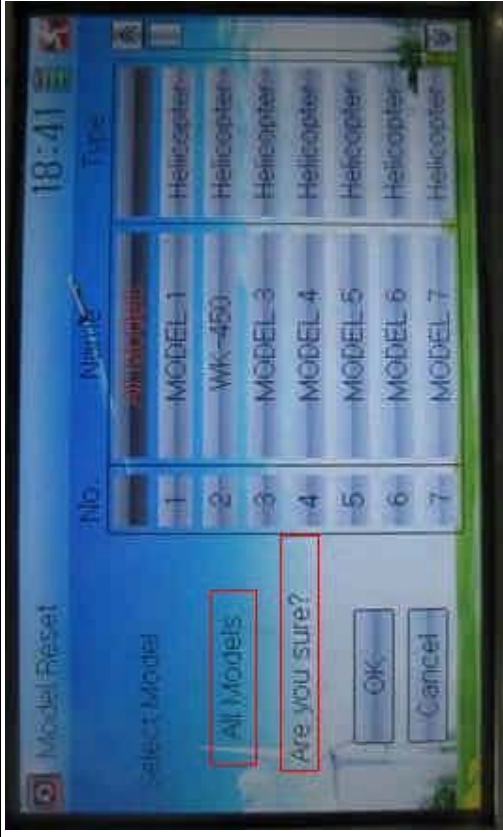 Model Reset
18:41
Select Model
All Models
Are you sure?
OK
Cancel
No. Name Type
All Models
1 MODEL-1 Helicopter
2 WK-450 Helicopter
3 MODEL-3 Helicopter
4 MODEL-4 Helicopter
5 MODEL-5 Helicopter
6 MODEL 6 Helicopter
7 MODEL 7 Helicopter